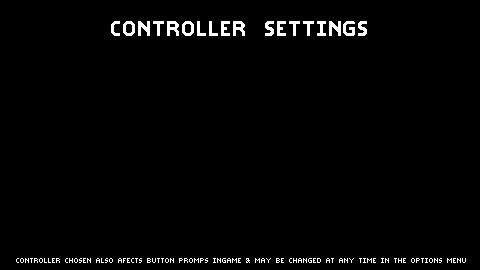 CONTROLLER SETTINGS
CONTROLLER CHOSEN ALSO AFECTS BUTTON PROMPS INGAME & MAY BE CHANGED AT ANY TIME IN THE OPTIONS MENU